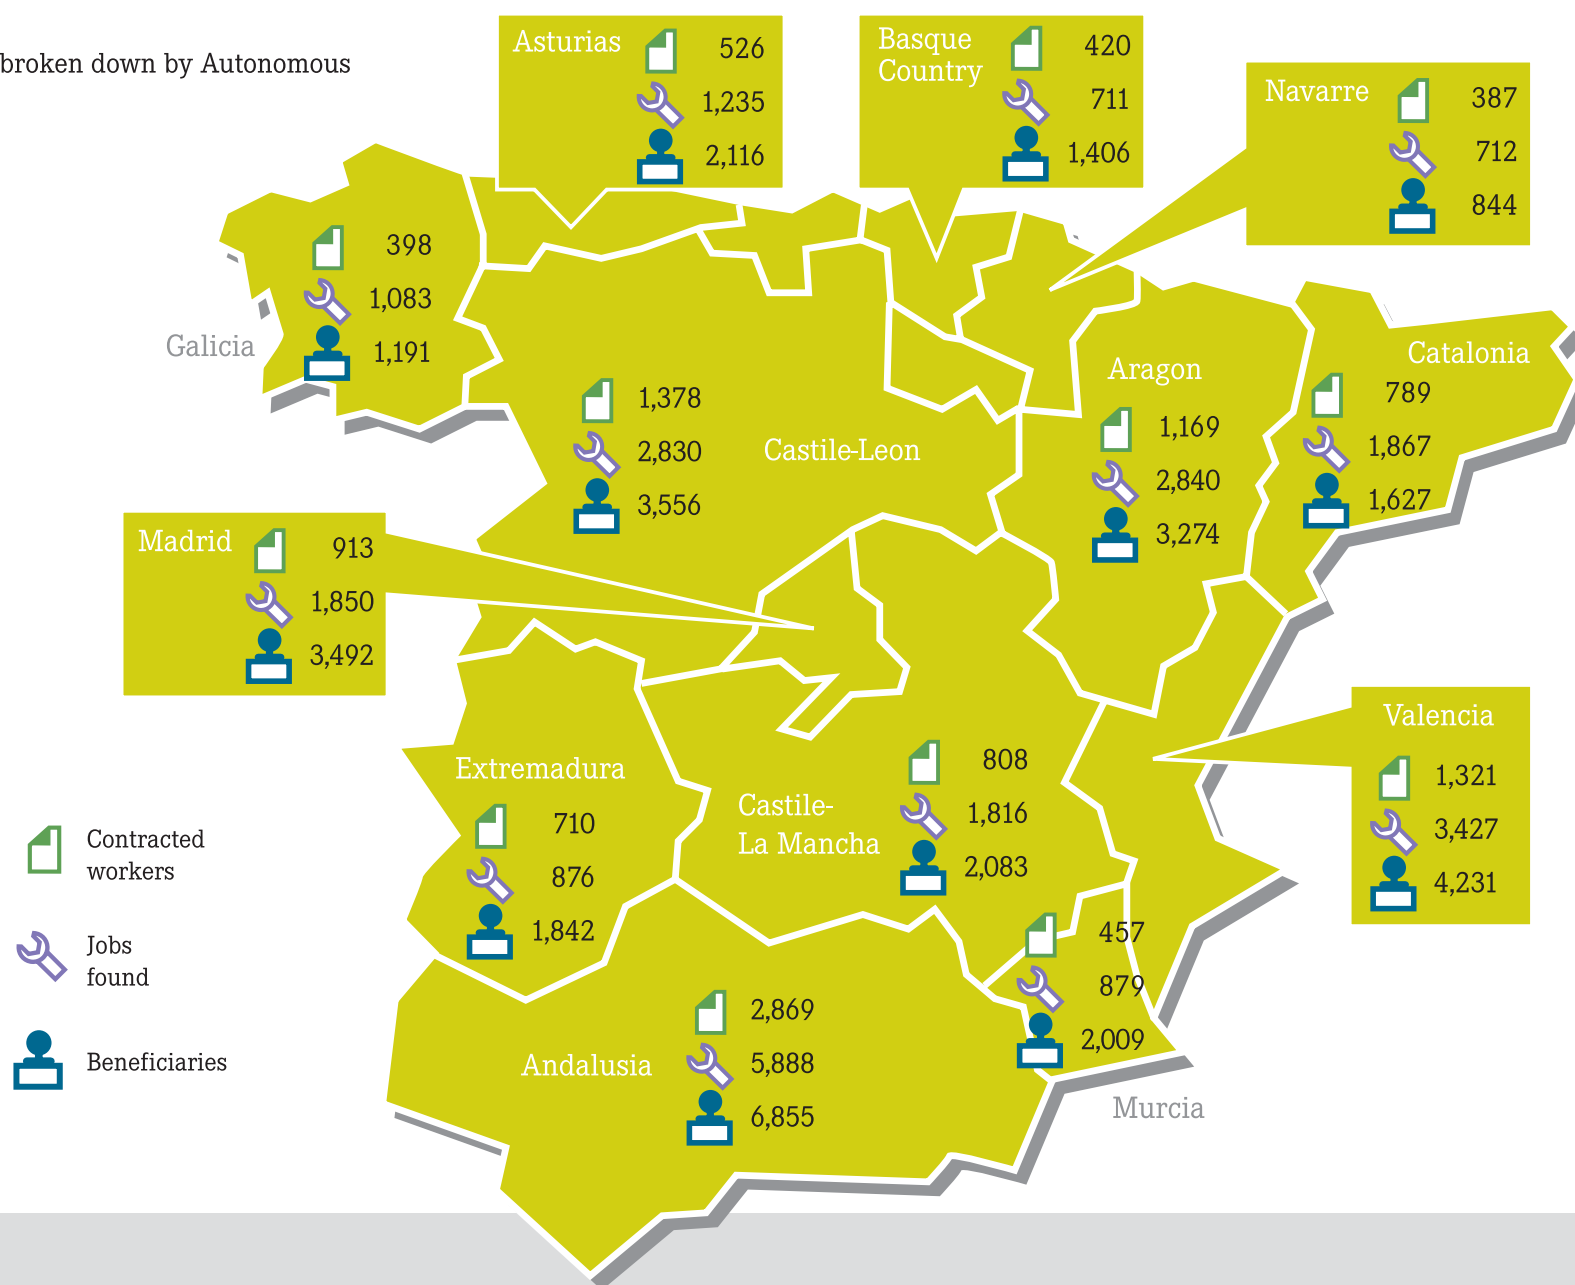 broken down by Autonomous
Asturias
526
1,235
2,116
Basque
Country
420
711
1,406
Navarre
387
712
844
398
1,083
1,191
Galicia
1,378
2,830
3,556
Castile-Leon
Aragon
1,169
2,840
3,274
Catalonia
789
1,867
1,627
Madrid
913
1,850
3,492
Extremadura
710
876
1,842
Castile-
La Mancha
808
1,816
2,083
Valencia
1,321
3,427
4,231
457
879
2,009
Murcia
Andalusia
2,869
5,888
6,855
Contracted
workers
Jobs
found
Beneficiaries